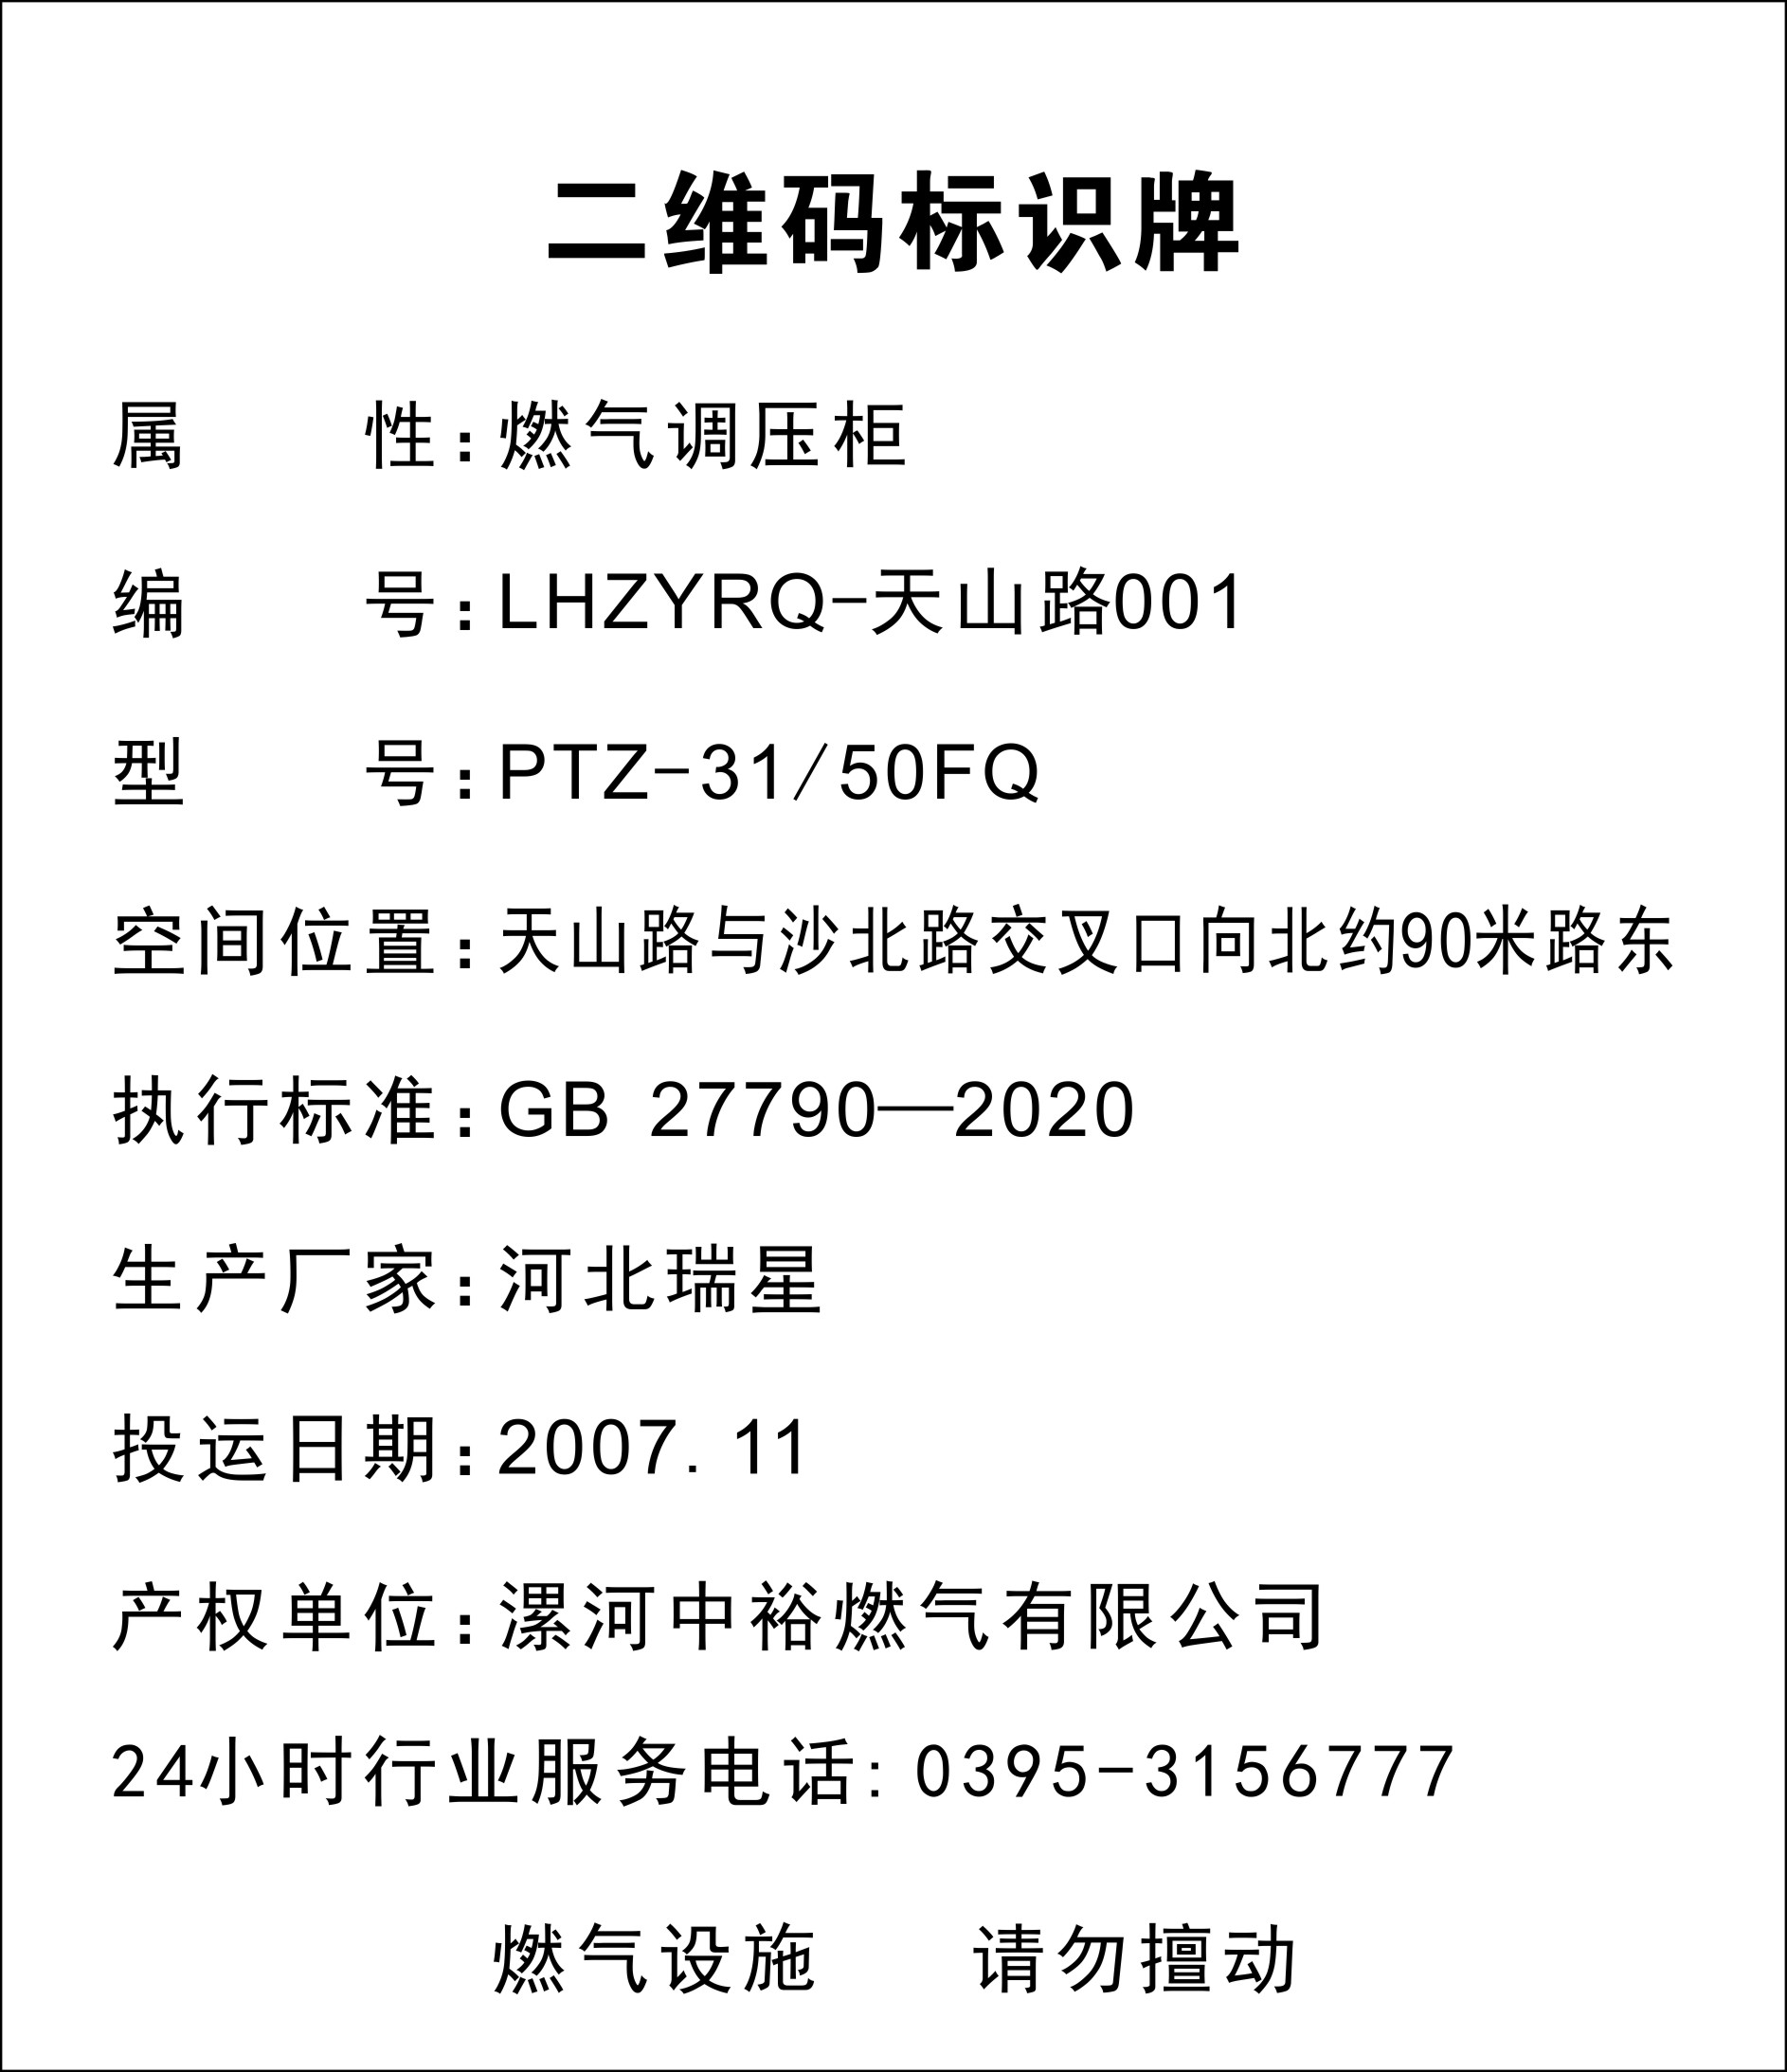 二维码标识牌
属 性:燃气调压柜
编 号:LHZYRQ-天山路001
型 号:PTZ-31/50FQ
空间位置:天山路与沙北路交叉口向北约90米路东
执行标准:GB 27790—2020
生产厂家:河北瑞星
投运日期:2007. 11
产权单位:漯河中裕燃气有限公司
24小时行业服务电话: 0395-3156777
燃气设施 请勿擅动